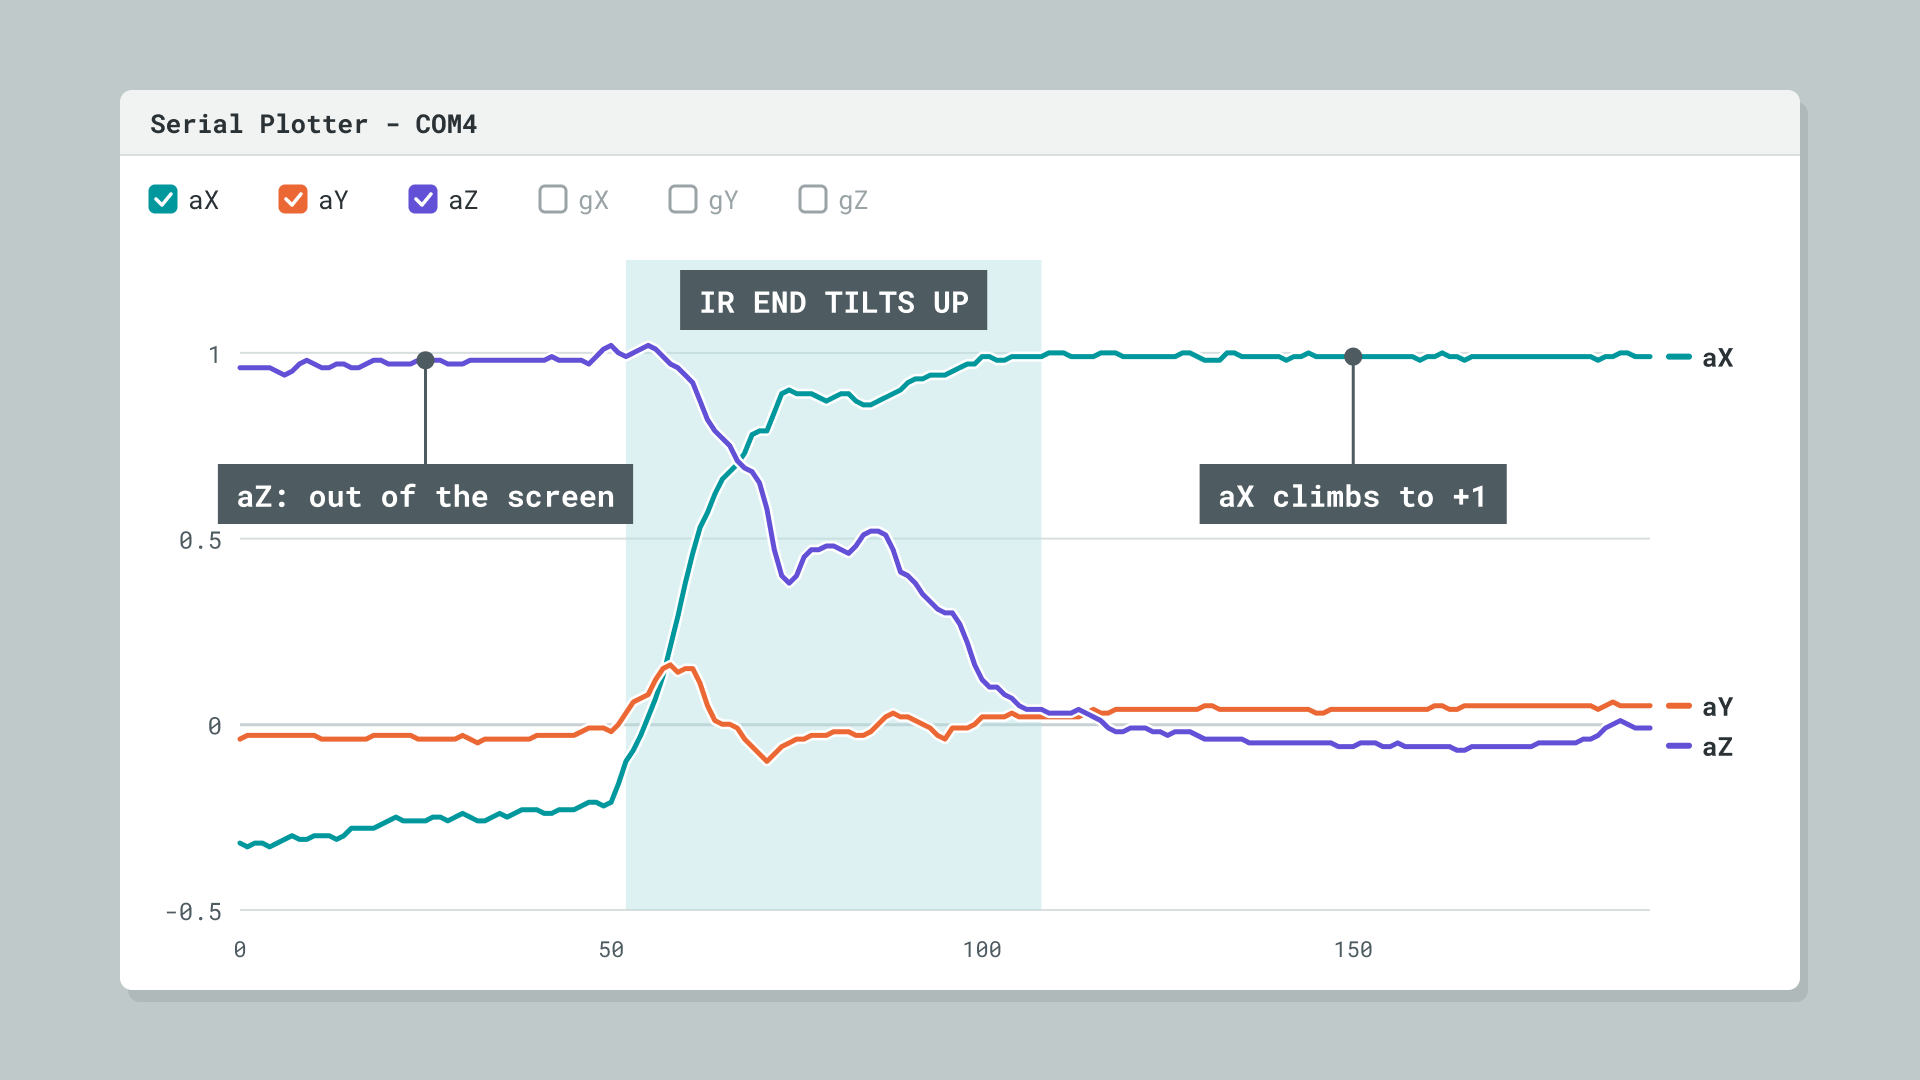 Serial Plotter - COM4
aX aY aZ gX gY gZ
IR END TILTS UP
1
aX
aZ: out of the screen
aX climbs to +1
0.5
aY
0
aZ
-0.5
0 50 100 150